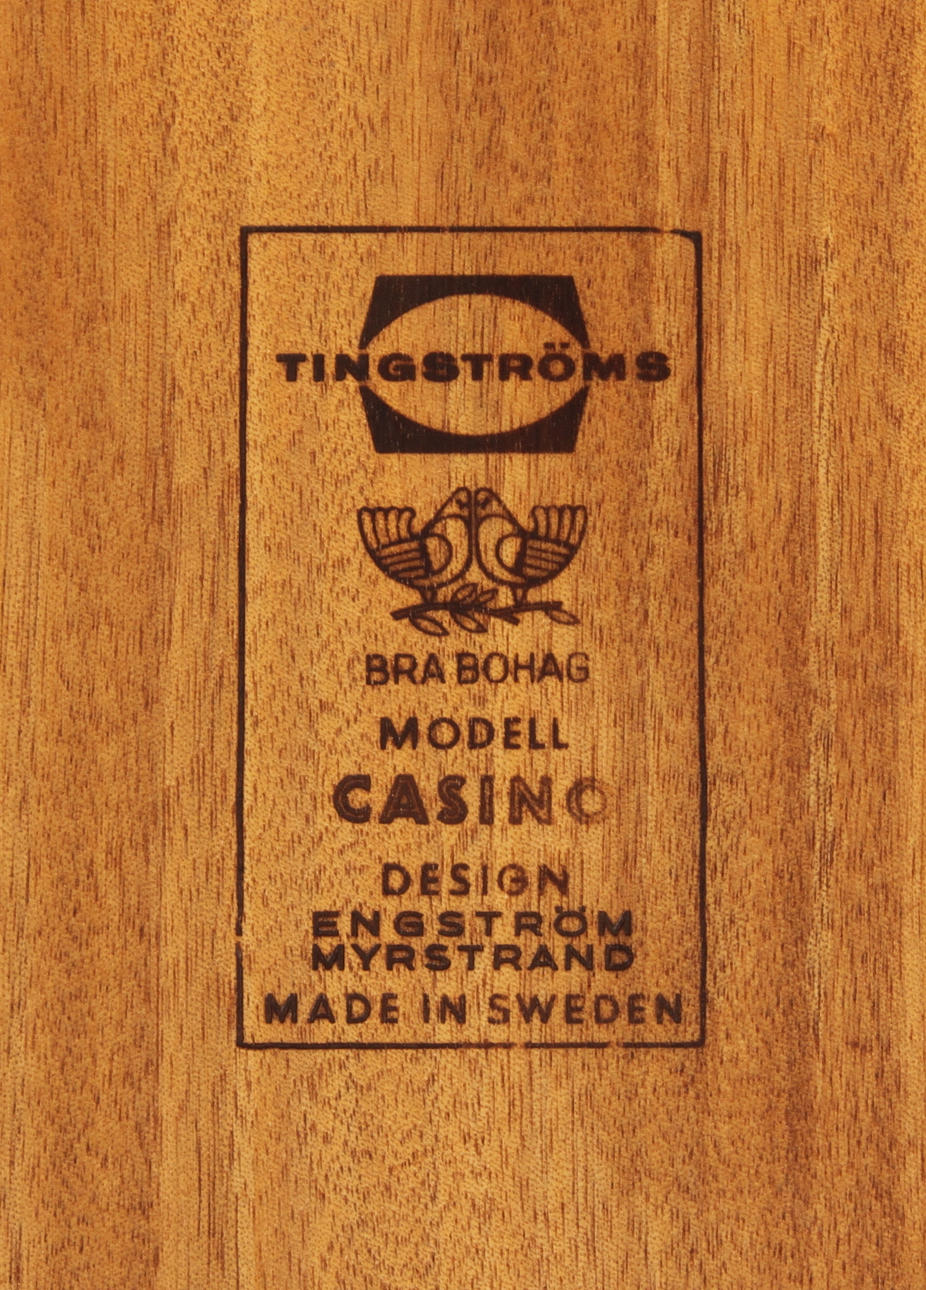 TINGSTRÖMS
BRA BOHAG
MODELL
CASINO
DESIGN
ENGSTRÖM
MYRSTRAND
MADE IN SWEDEN